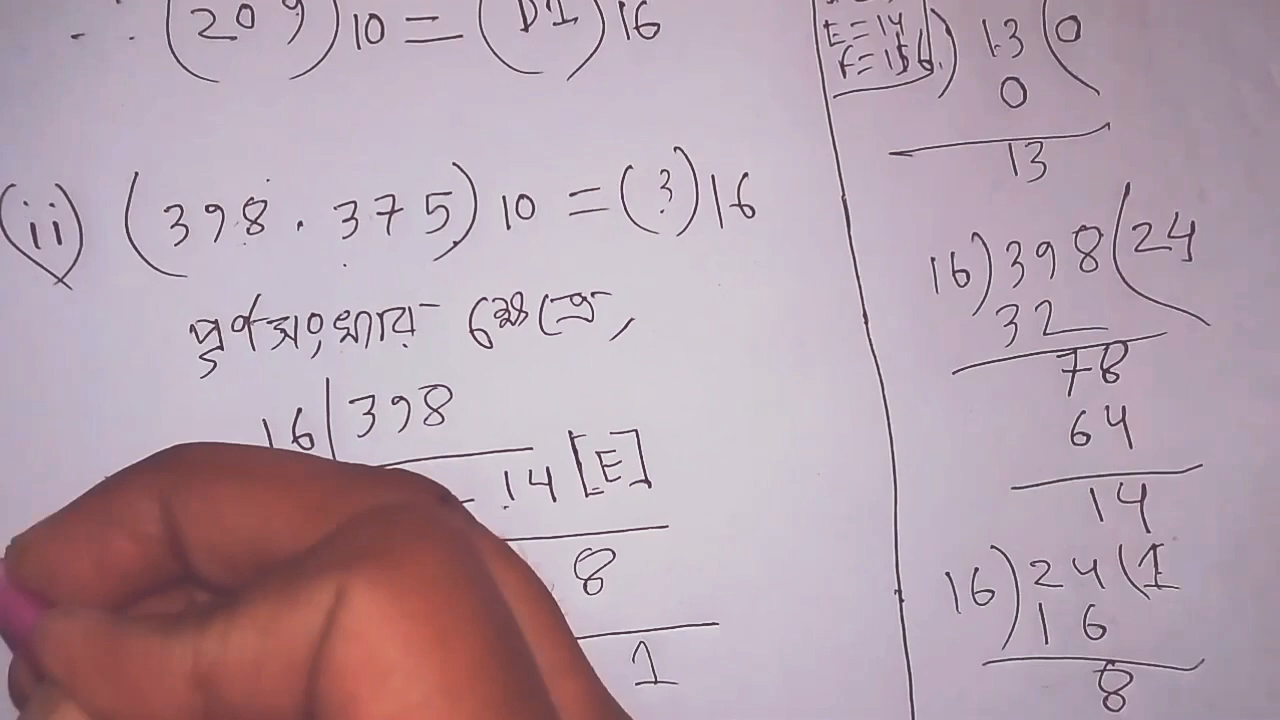 ∴ (209)10 = (D1)16
(ii) (398.375)10 = (?)16
পূর্ণসংখ্যার ক্ষেত্রে,
16 | 398
- 14 [E]
8
1
E = 14
F = 15
) 13 ( 0
0
13
16 ) 398 ( 24
32
78
64
14
16 ) 24 ( 1
16
8